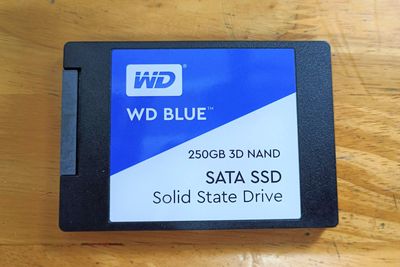 WD
WD BLUE™
250GB 3D NAND
SATA SSD
Solid State Drive